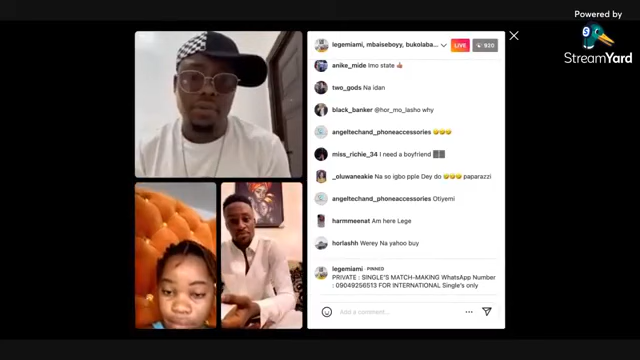 Powered by
StreamYard
legemiami, mbaiseboyy, bukolaba...
LIVE
920
anike_mide Imo state
two_gods Na idan
black_banker @hor_mo_lasho why
angeltechand_phoneaccessories 🤣🤣🤣
miss_richie_34 I need a boyfriend
_oluwaneakie Na so igbo pple Dey do 🤣🤣🤣 paparazzi
angeltechand_phoneaccessories Otiyemi
harmmeenat Am here Lege
horlashh Werey Na yahoo buy
legemiami PINNED
PRIVATE : SINGLE'S MATCH-MAKING WhatsApp Number
: 09049256513 FOR INTERNATIONAL Single's only
Add a comment...